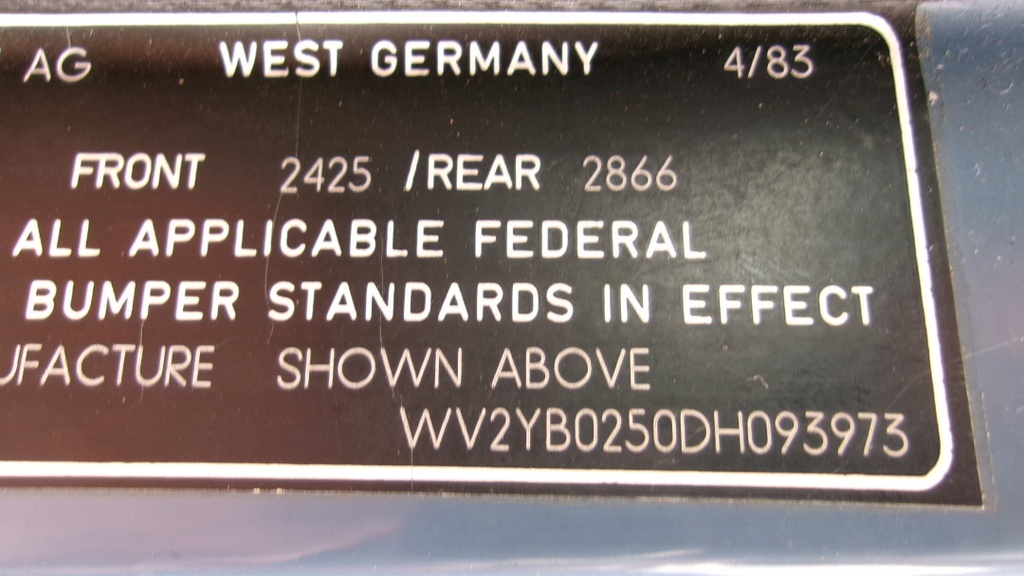 AG WEST GERMANY 4/83
FRONT 2425 /REAR 2866
ALL APPLICABLE FEDERAL
BUMPER STANDARDS IN EFFECT
UFACTURE SHOWN ABOVE
WV2YB0250DH093973